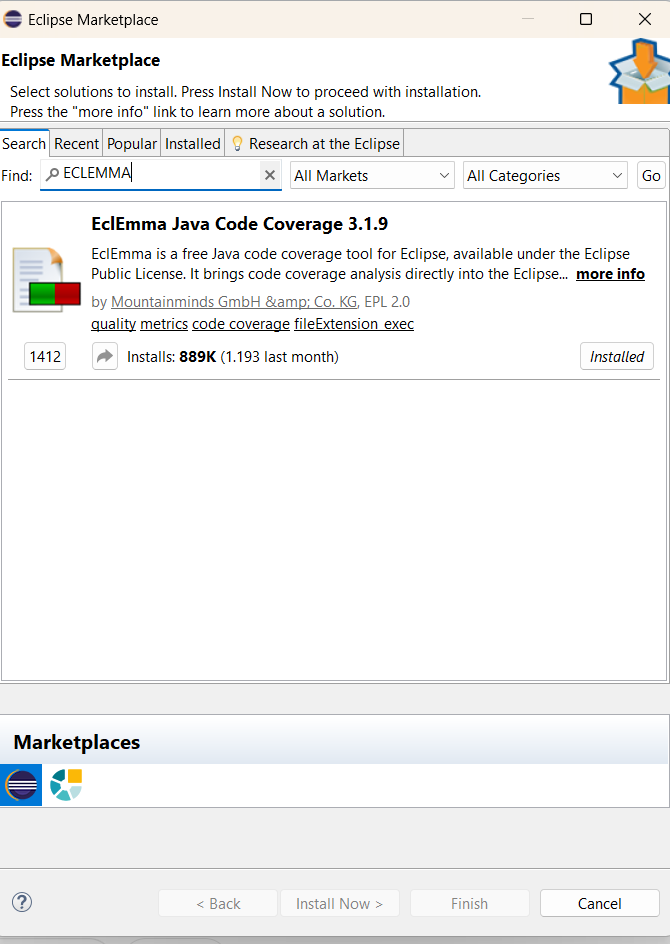 Eclipse Marketplace
Eclipse Marketplace
Select solutions to install. Press Install Now to proceed with installation.
Press the "more info" link to learn more about a solution.
Search Recent Popular Installed Research at the Eclipse
Find: ECLEMMA All Markets All Categories Go
EclEmma Java Code Coverage 3.1.9
EclEmma is a free Java code coverage tool for Eclipse, available under the Eclipse
Public License. It brings code coverage analysis directly into the Eclipse... more info
by Mountainminds GmbH &amp; Co. KG, EPL 2.0
quality metrics code coverage fileExtension_exec
1412 Installs: 889K (1.193 last month) Installed
Marketplaces
? < Back Install Now > Finish Cancel